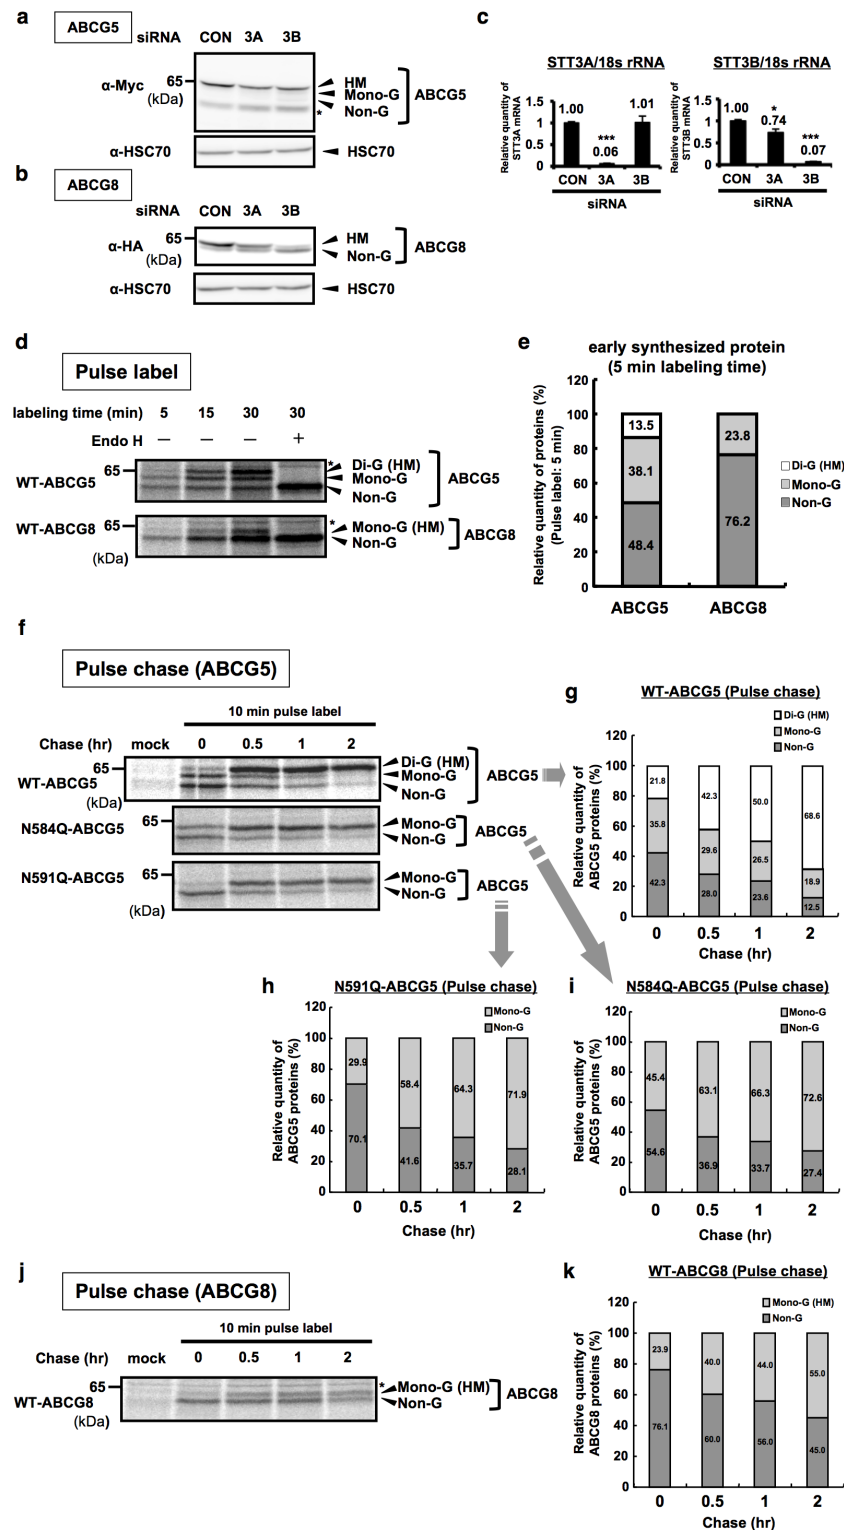 a
ABCG5
siRNA CON 3A 3B
α-Myc
65
(kDa)
HM
Mono-G
Non-G
*
ABCG5
α-HSC70
HSC70
b
ABCG8
siRNA CON 3A 3B
α-HA
65
(kDa)
HM
Non-G
ABCG8
α-HSC70
HSC70
c
STT3A/18s rRNA
Relative quantity of
STT3A mRNA
1.5
1
0.5
0
1.00
***
0.06
1.01
CON 3A 3B
siRNA
STT3B/18s rRNA
Relative quantity of
STT3B mRNA
1.5
1
0.5
0
1.00
*
0.74
***
0.07
CON 3A 3B
siRNA
d
Pulse label
labeling time (min) 5 15 30 30
Endo H — — — +
WT-ABCG5
65
*
Di-G (HM)
Mono-G
Non-G
ABCG5
WT-ABCG8
65
(kDa)
*
Mono-G (HM)
Non-G
ABCG8
e
early synthesized protein
(5 min labeling time)
Relative quantity of proteins (%)
(Pulse label: 5 min)
120
100
80
60
40
20
0
13.5
38.1
48.4
23.8
76.2
ABCG5 ABCG8
Di-G (HM)
Mono-G
Non-G
f
Pulse chase (ABCG5)
10 min pulse label
Chase (hr) mock 0 0.5 1 2
65
WT-ABCG5
(kDa)
Di-G (HM)
Mono-G
Non-G
ABCG5
65
N584Q-ABCG5
Mono-G
Non-G
ABCG5
65
N591Q-ABCG5
(kDa)
Mono-G
Non-G
ABCG5
g
WT-ABCG5 (Pulse chase)
Di-G (HM)
Mono-G
Non-G
Relative quantity of
ABCG5 proteins (%)
120
100
80
60
40
20
0
21.8
35.8
42.3
42.3
29.6
28.0
50.0
26.5
23.6
68.6
18.9
12.5
0 0.5 1 2
Chase (hr)
h
N591Q-ABCG5 (Pulse chase)
Mono-G
Non-G
Relative quantity of
ABCG5 proteins (%)
120
100
80
60
40
20
0
29.9
70.1
58.4
41.6
64.3
35.7
71.9
28.1
0 0.5 1 2
Chase (hr)
i
N584Q-ABCG5 (Pulse chase)
Mono-G
Non-G
Relative quantity of
ABCG5 proteins (%)
120
100
80
60
40
20
0
45.4
54.6
63.1
36.9
66.3
33.7
72.6
27.4
0 0.5 1 2
Chase (hr)
j
Pulse chase (ABCG8)
10 min pulse label
Chase (hr) mock 0 0.5 1 2
65
WT-ABCG8
(kDa)
*
Mono-G (HM)
Non-G
ABCG8
k
WT-ABCG8 (Pulse chase)
Mono-G (HM)
Non-G
Relative quantity of
ABCG8 proteins (%)
120
100
80
60
40
20
0
23.9
76.1
40.0
60.0
44.0
56.0
55.0
45.0
0 0.5 1 2
Chase (hr)